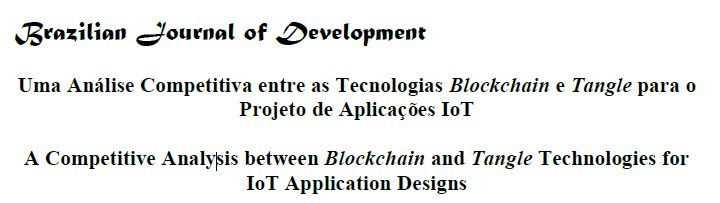 Brazilian Journal of Development
Uma Análise Competitiva entre as Tecnologias Blockchain e Tangle para o
Projeto de Aplicações IoT
A Competitive Analysis between Blockchain and Tangle Technologies for
IoT Application Designs